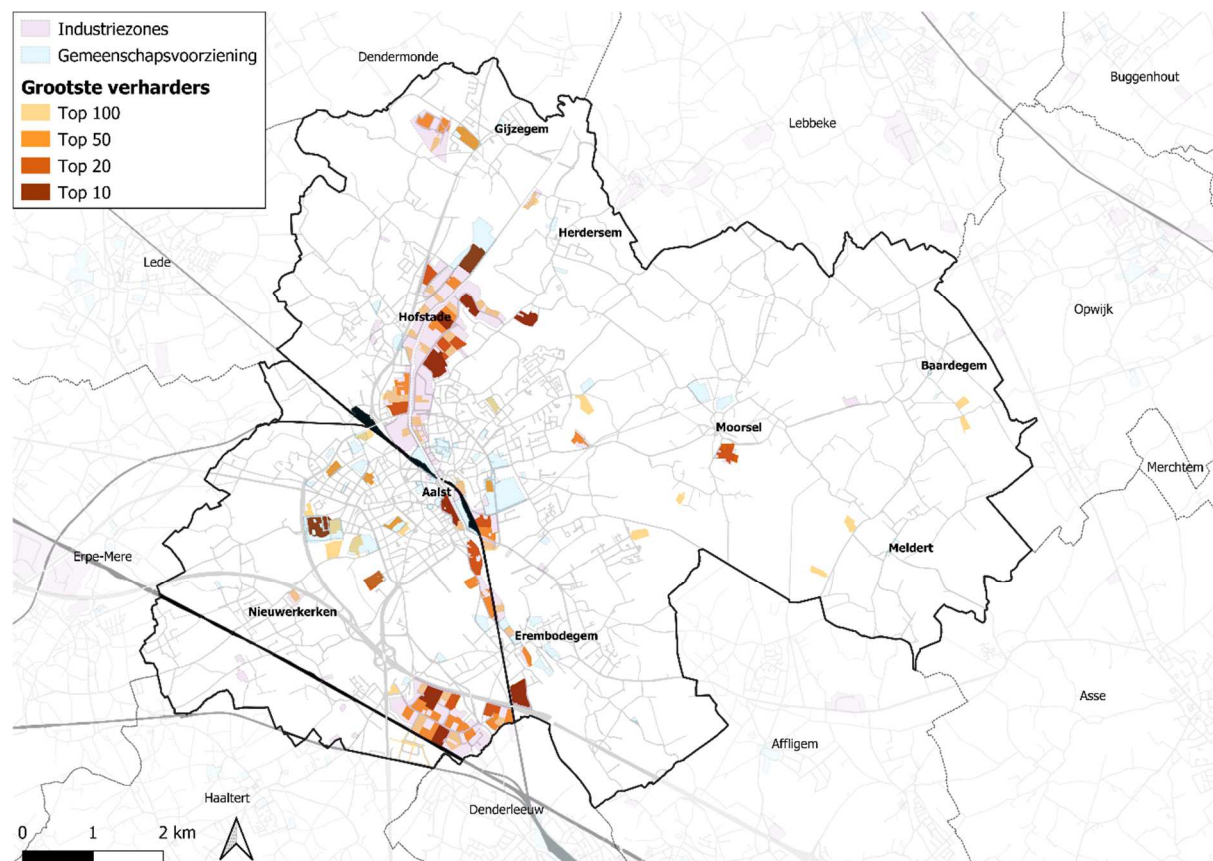 Industriezones
Gemeenschapsvoorziening
Grootste verharders
Top 100
Top 50
Top 20
Top 10
Dendermonde
Buggenhout
Lebbeke
Gijzegem
Herdersem
Lede
Opwijk
Hofstade
Baardegem
Moorsel
Merchtem
Aalst
Meldert
Erpe-Mere
Nieuwerkerken
Erembodegem
Asse
Affligem
Haaltert
Denderleeuw
0 1 2 km